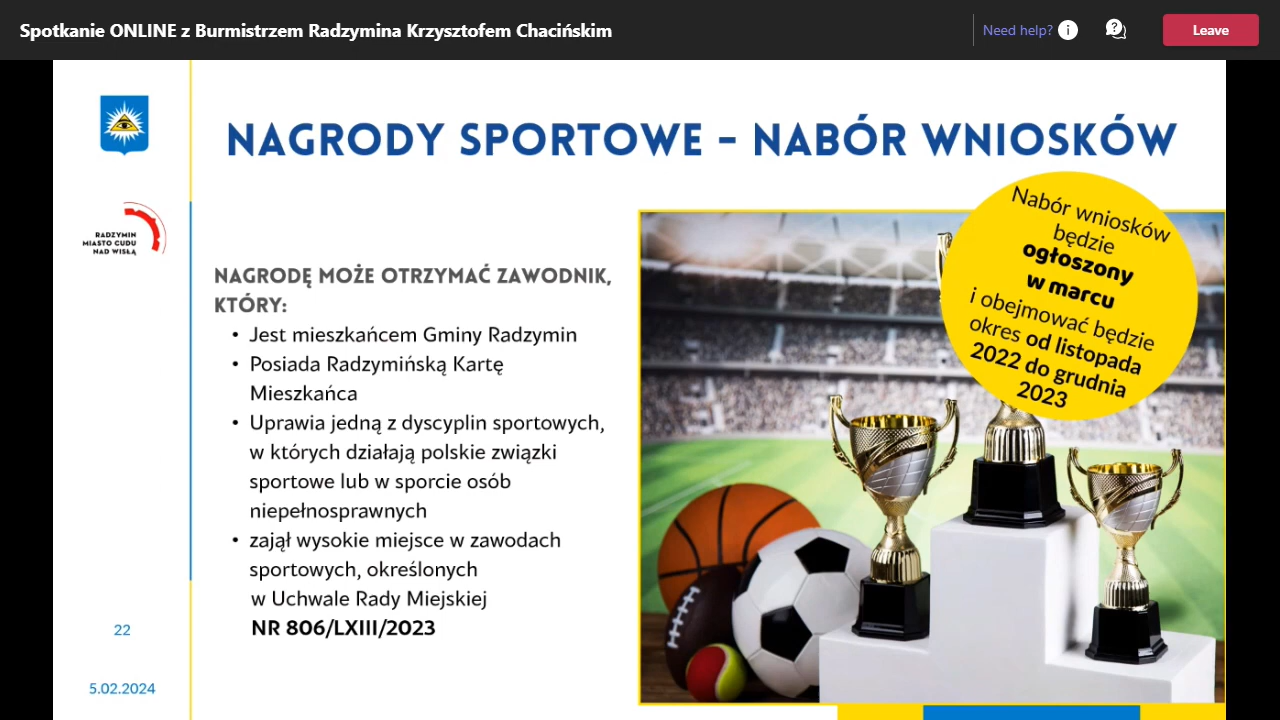 Spotkanie ONLINE z Burmistrzem Radzymina Krzysztofem Chacińskim
Need help?
Leave
NAGRODY SPORTOWE - NABÓR WNIOSKÓW
RADZYMIN
MIASTO CUDU
NAD WISŁĄ
Nabór wniosków
będzie
ogłoszony
w marcu
i obejmować będzie
okres od listopada
2022 do grudnia
2023
NAGRODĘ MOŻE OTRZYMAĆ ZAWODNIK,
KTÓRY:
• Jest mieszkańcem Gminy Radzymin
• Posiada Radzymińską Kartę
Mieszkańca
• Uprawia jedną z dyscyplin sportowych,
w których działają polskie związki
sportowe lub w sporcie osób
niepełnosprawnych
• zajął wysokie miejsce w zawodach
sportowych, określonych
w Uchwale Rady Miejskiej
NR 806/LXIII/2023
22
5.02.2024